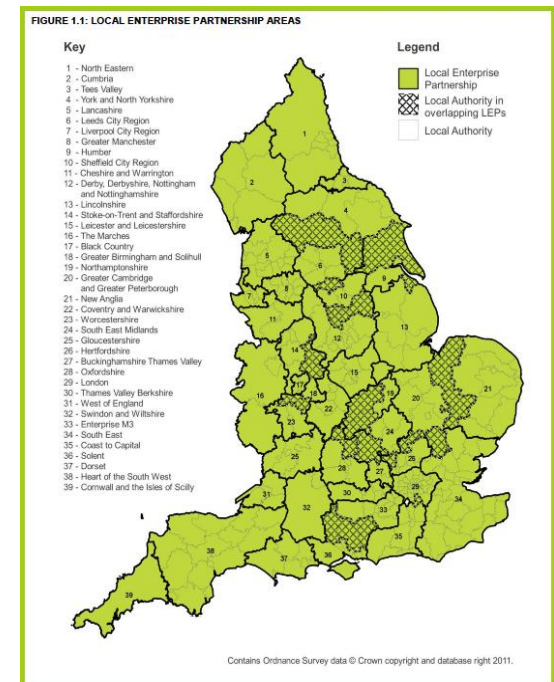 FIGURE 1.1: LOCAL ENTERPRISE PARTNERSHIP AREAS
Key
1 - North Eastern
2 - Cumbria
3 - Tees Valley
4 - York and North Yorkshire
5 - Lancashire
6 - Leeds City Region
7 - Liverpool City Region
8 - Greater Manchester
9 - Humber
10 - Sheffield City Region
11 - Cheshire and Warrington
12 - Derby, Derbyshire, Nottingham
and Nottinghamshire
13 - Lincolnshire
14 - Stoke-on-Trent and Staffordshire
15 - Leicester and Leicestershire
16 - The Marches
17 - Black Country
18 - Greater Birmingham and Solihull
19 - Northamptonshire
20 - Greater Cambridge
and Greater Peterborough
21 - New Anglia
22 - Coventry and Warwickshire
23 - Worcestershire
24 - South East Midlands
25 - Gloucestershire
26 - Hertfordshire
27 - Buckinghamshire Thames Valley
28 - Oxfordshire
29 - London
30 - Thames Valley Berkshire
31 - West of England
32 - Swindon and Wiltshire
33 - Enterprise M3
34 - South East
35 - Coast to Capital
36 - Solent
37 - Dorset
38 - Heart of the South West
39 - Cornwall and the Isles of Scilly
Legend
Local Enterprise
Partnership
Local Authority in
overlapping LEPs
Local Authority
1
2
3
4
5
6
7
8
9
10
11
12
13
14
15
16
17
18
19
20
21
22
23
24
25
26
27
28
29
30
31
32
33
34
35
36
37
38
39
Contains Ordnance Survey data © Crown copyright and database right 2011.